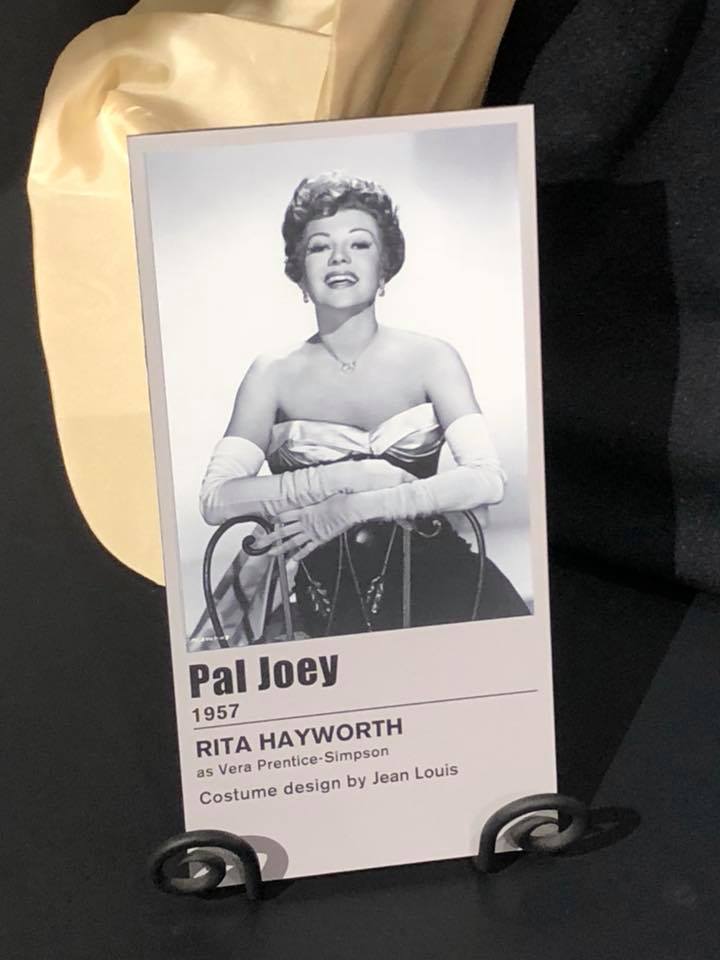 Pal Joey
1957
RITA HAYWORTH
as Vera Prentice-Simpson
Costume design by Jean Louis